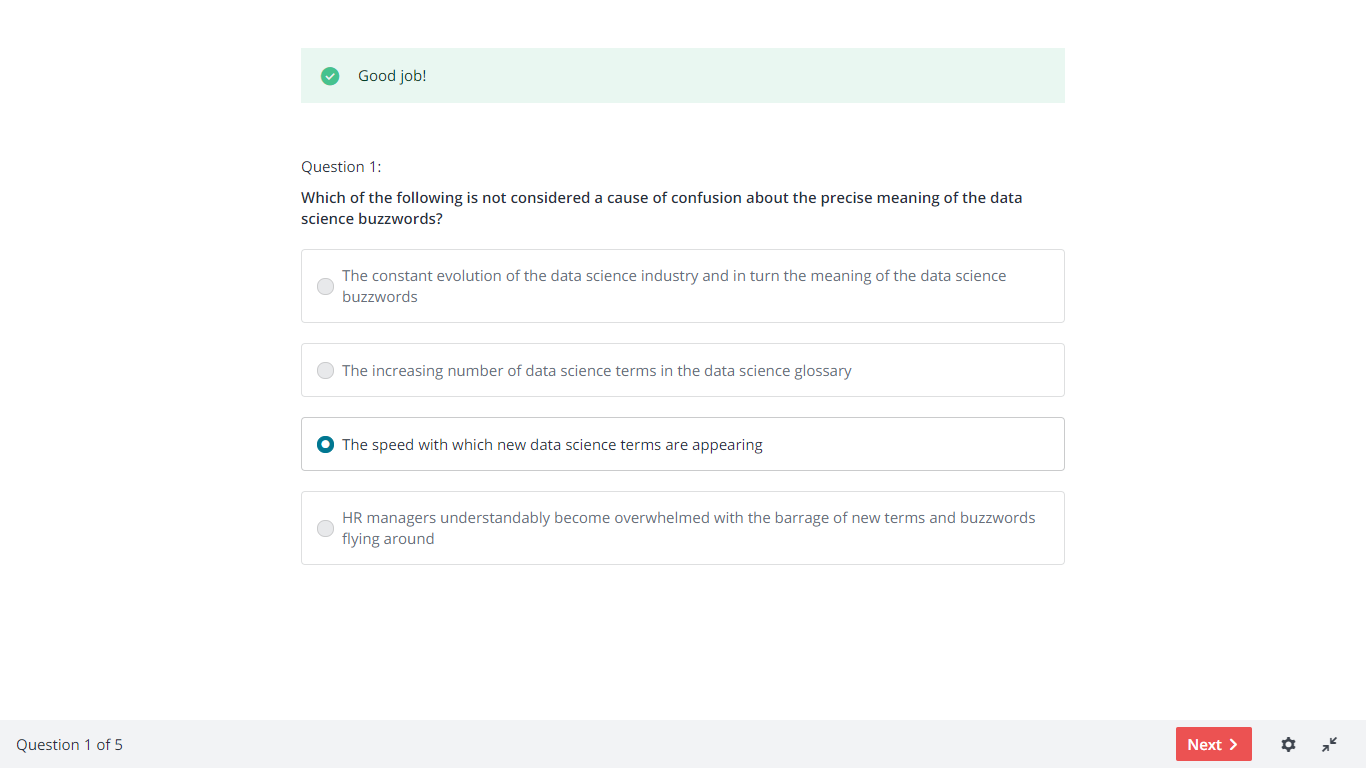 Good job!
Question 1:
Which of the following is not considered a cause of confusion about the precise meaning of the data
science buzzwords?
The constant evolution of the data science industry and in turn the meaning of the data science
buzzwords
The increasing number of data science terms in the data science glossary
The speed with which new data science terms are appearing
HR managers understandably become overwhelmed with the barrage of new terms and buzzwords
flying around
Question 1 of 5
Next